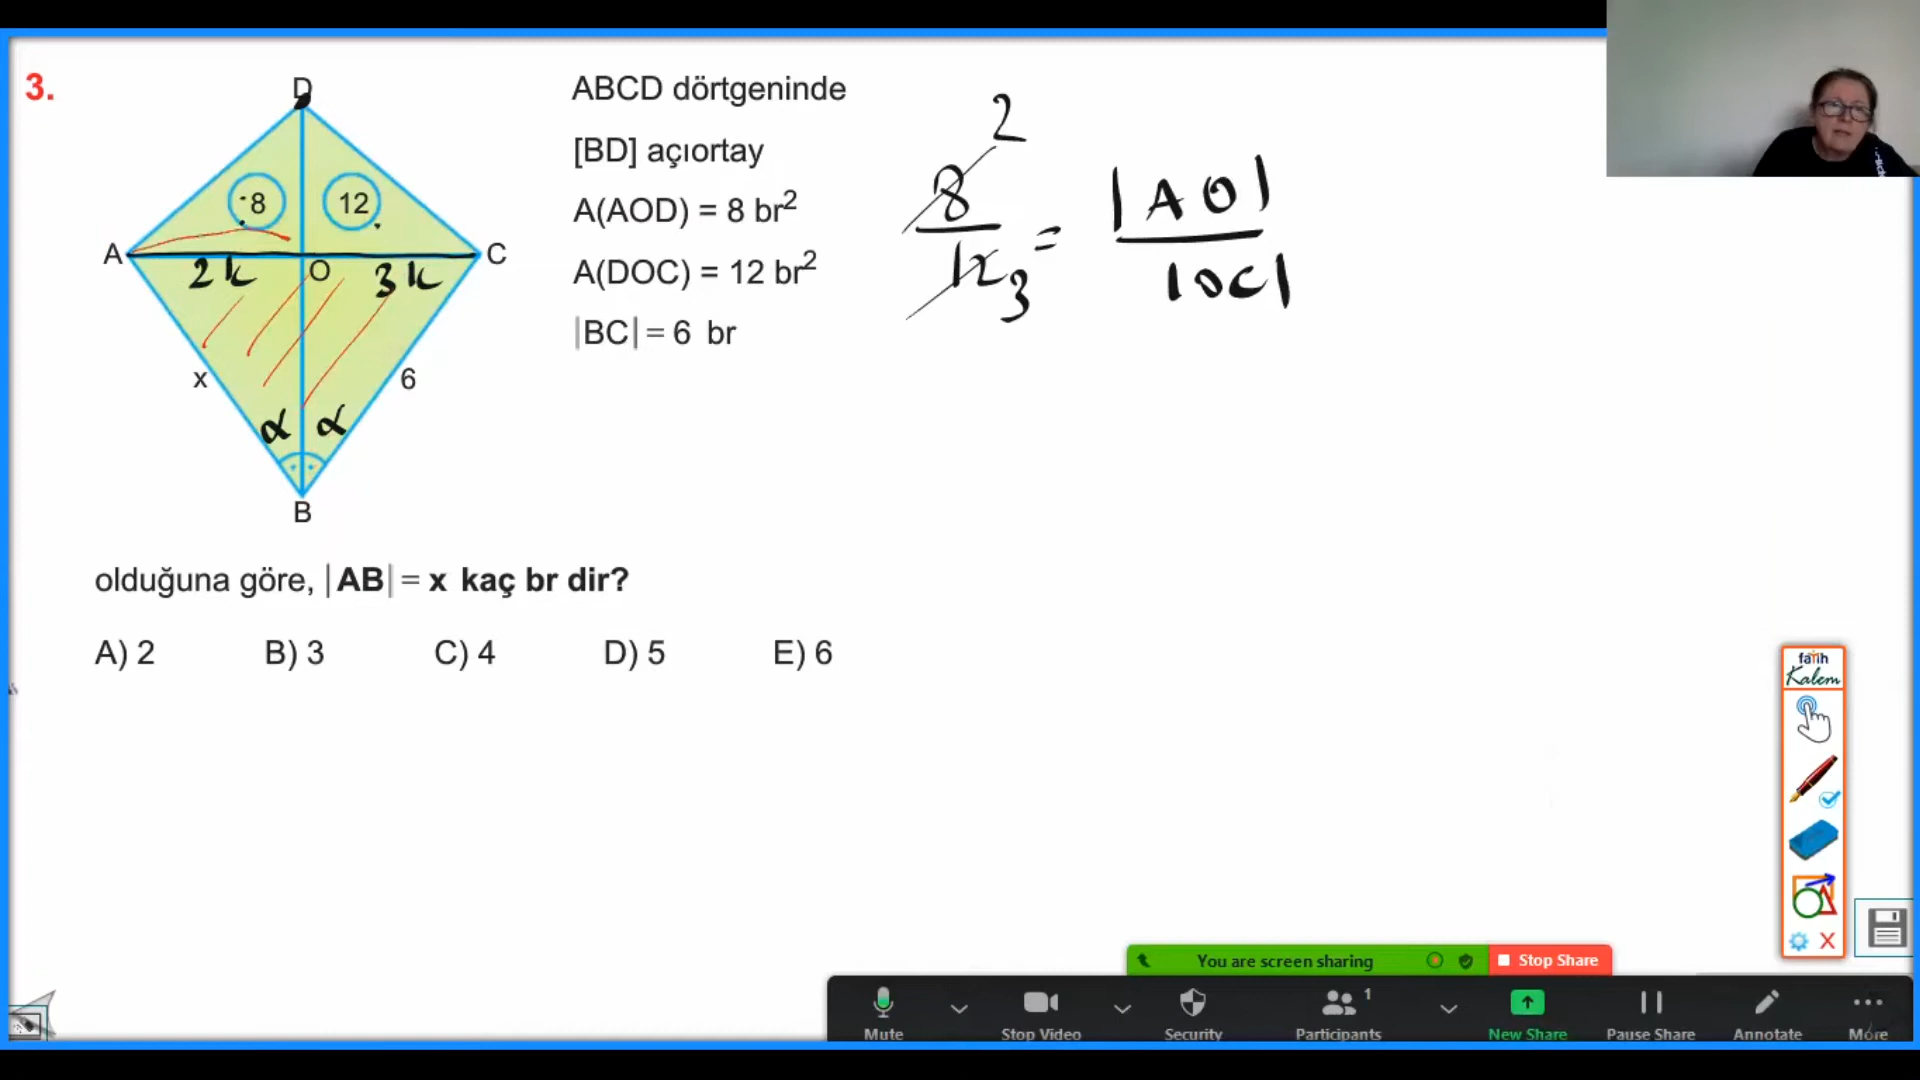 3.
D
8
12
A
C
2k
O
3k
x
6
α
α
B
ABCD dörtgeninde
[BD] açıortay
A(AOD) = 8 br²
A(DOC) = 12 br²
|BC| = 6 br
2
8
12 3
=
|AO|
|OC|
olduğuna göre, |AB| = x kaç br dir?
A) 2 B) 3 C) 4 D) 5 E) 6
fatih
Kalem
You are screen sharing Stop Share
1
Mute Stop Video Security Participants New Share Pause Share Annotate More